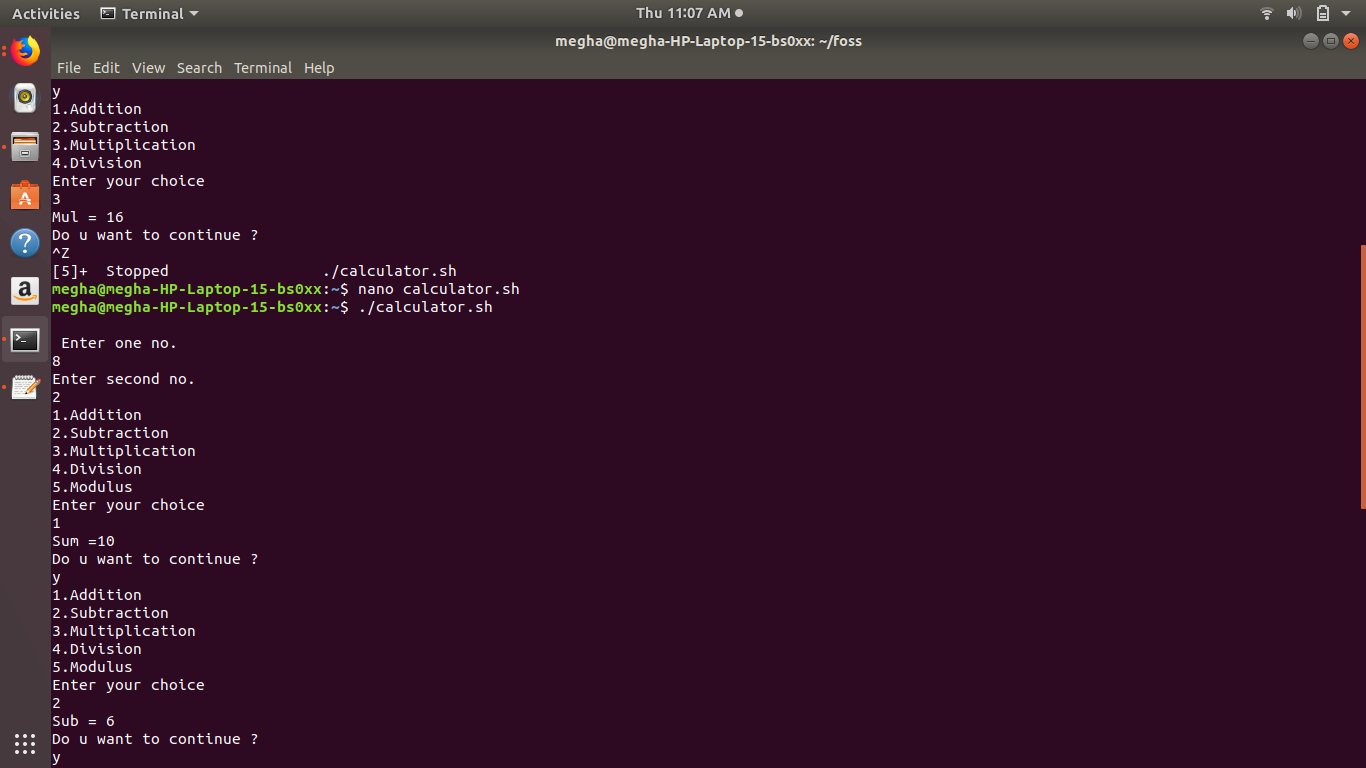 Activities Terminal Thu 11:07 AM
megha@megha-HP-Laptop-15-bs0xx: ~/foss
File Edit View Search Terminal Help
y
1.Addition
2.Subtraction
3.Multiplication
4.Division
Enter your choice
3
Mul = 16
Do u want to continue ?
^Z
[5]+  Stopped                 ./calculator.sh
megha@megha-HP-Laptop-15-bs0xx:~$ nano calculator.sh
megha@megha-HP-Laptop-15-bs0xx:~$ ./calculator.sh
 Enter one no.
8
Enter second no.
2
1.Addition
2.Subtraction
3.Multiplication
4.Division
5.Modulus
Enter your choice
1
Sum =10
Do u want to continue ?
y
1.Addition
2.Subtraction
3.Multiplication
4.Division
5.Modulus
Enter your choice
2
Sub = 6
Do u want to continue ?
y